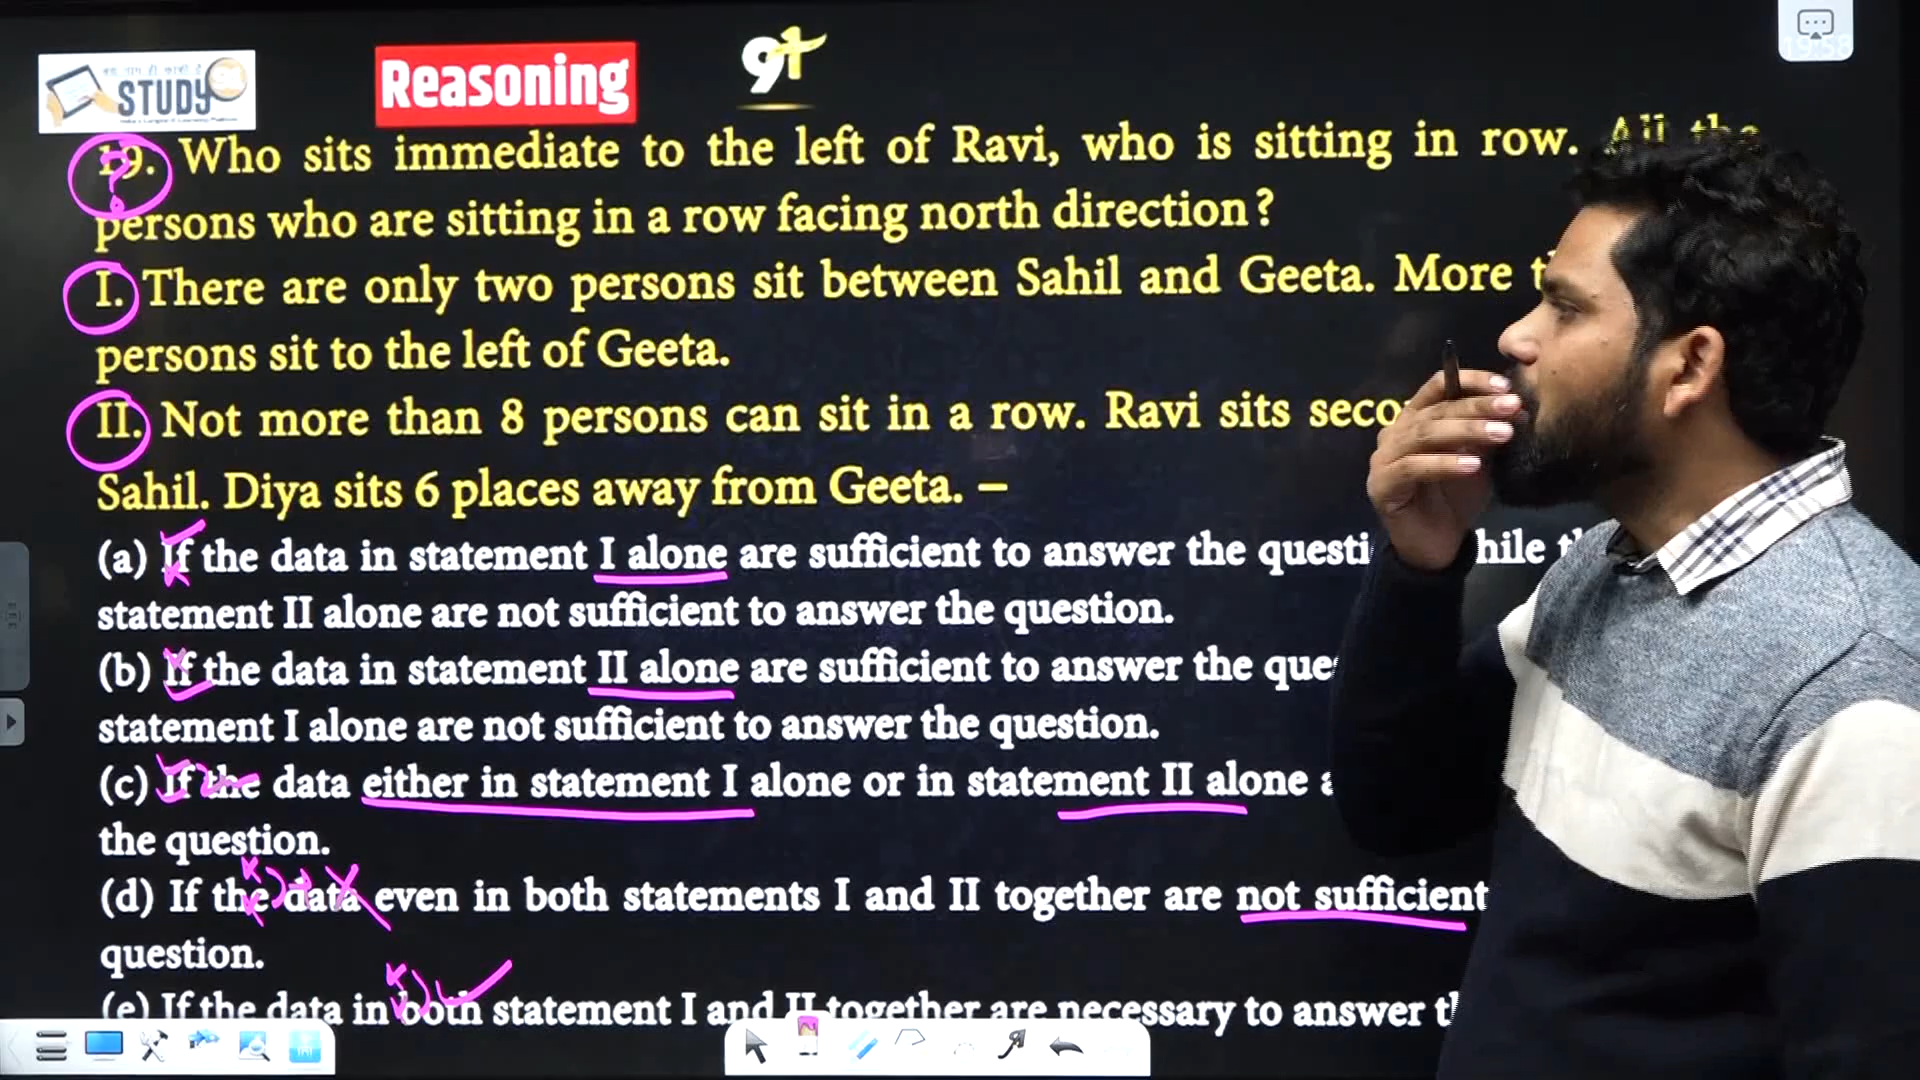 STUDY
Reasoning
19. Who sits immediate to the left of Ravi, who is sitting in row. All the
persons who are sitting in a row facing north direction?
I. There are only two persons sit between Sahil and Geeta. More
persons sit to the left of Geeta.
II. Not more than 8 persons can sit in a row. Ravi sits
Sahil. Diya sits 6 places away from Geeta. –
(a) If the data in statement I alone are sufficient to answer the
statement II alone are not sufficient to answer the question.
(b) If the data in statement II alone are sufficient to answer the
statement I alone are not sufficient to answer the question.
(c) If the data either in statement I alone or in statement II alone
the question.
(d) If the data even in both statements I and II together are not sufficient
question.
(e) If the data in both statement I and II together are necessary to answer